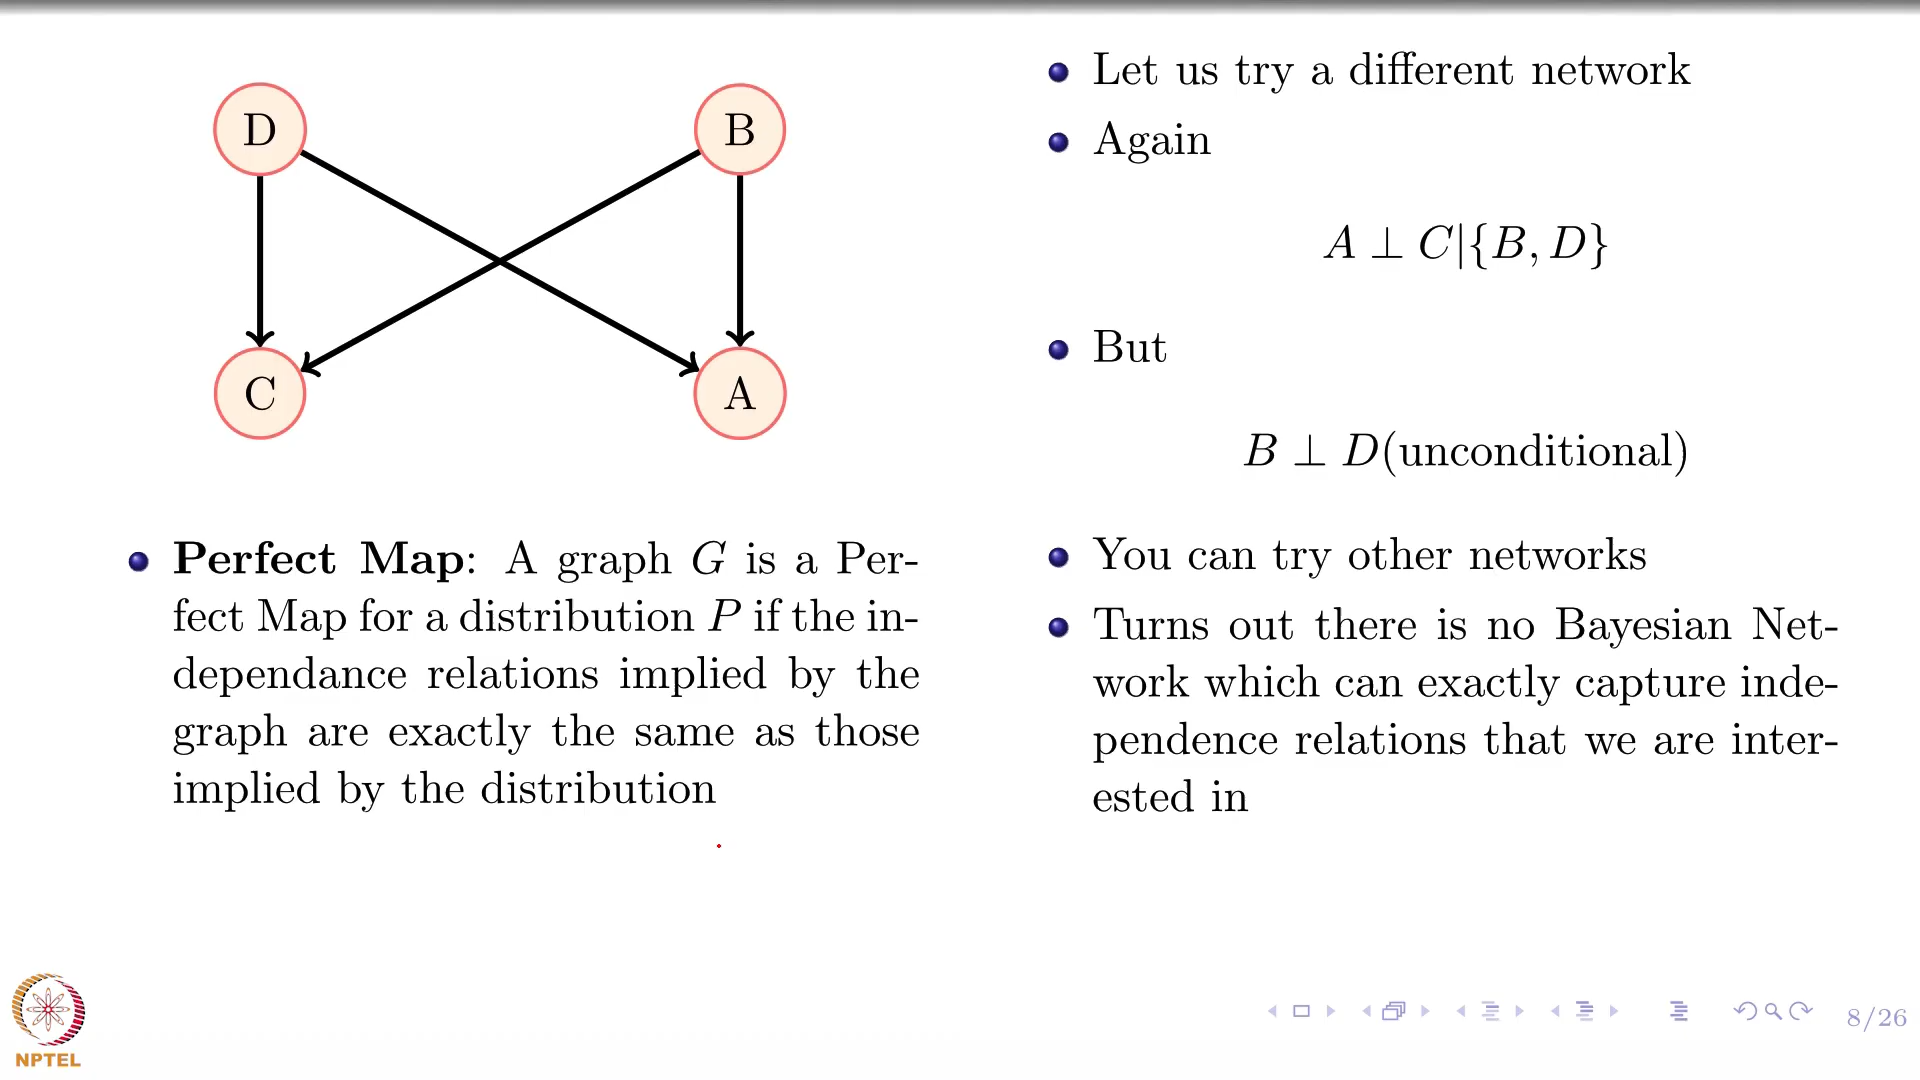 D
B
C
A
Perfect Map: A graph G is a Per-
fect Map for a distribution P if the in-
dependance relations implied by the
graph are exactly the same as those
implied by the distribution
Let us try a different network
Again
A ⊥ C|{B, D}
But
B ⊥ D(unconditional)
You can try other networks
Turns out there is no Bayesian Net-
work which can exactly capture inde-
pendence relations that we are inter-
ested in
NPTEL
8/26